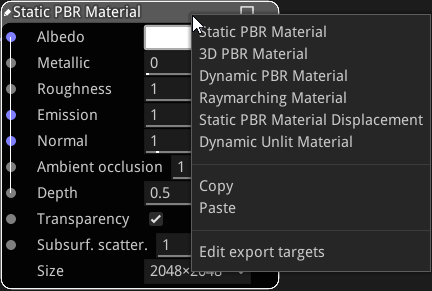 Static PBR Material
Albedo
Metallic 0
Roughness 1
Emission 1
Normal 1
Ambient occlusion 1
Depth 0.5
Transparency
Subsurf. scatter. 1
Size 2048×2048
Static PBR Material
3D PBR Material
Dynamic PBR Material
Raymarching Material
Static PBR Material Displacement
Dynamic Unlit Material
Copy
Paste
Edit export targets